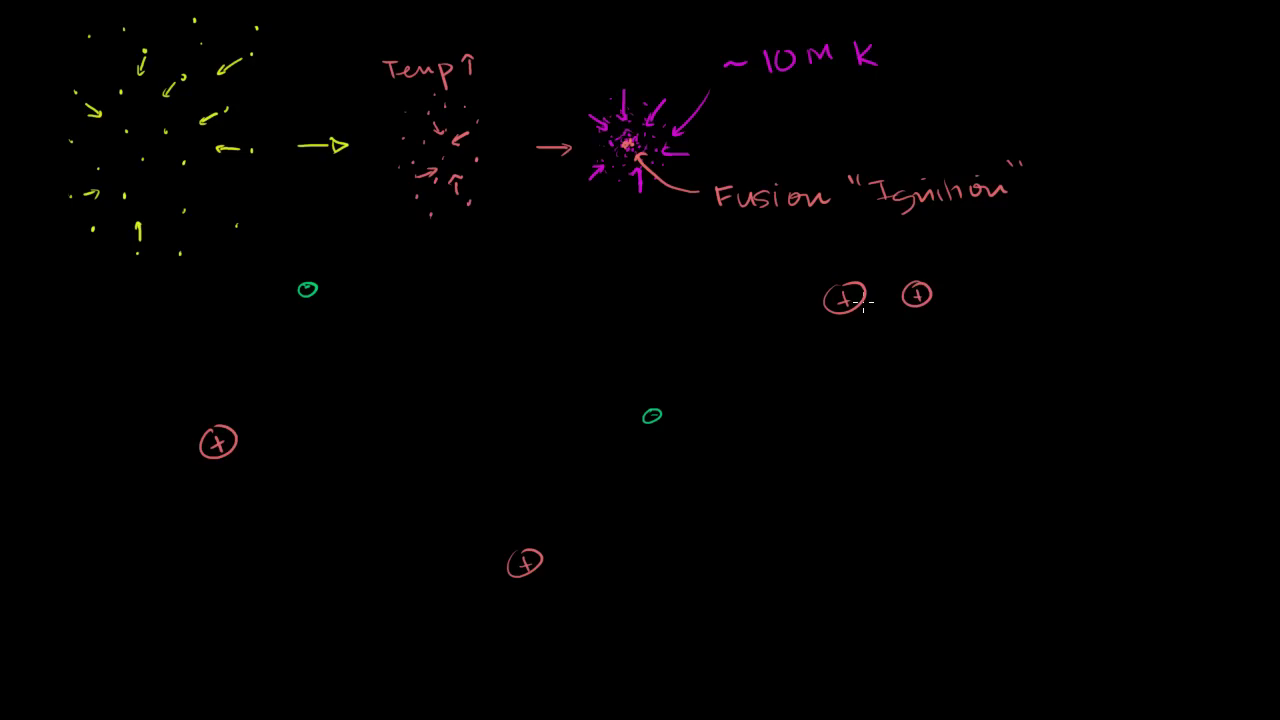 Temp ↑
~ 10 M K
Fusion "Ignition"
-
+ +
-
+
+